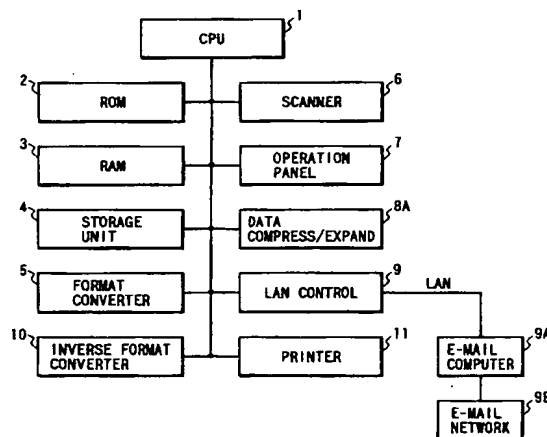 1
CPU
2
ROM
6
SCANNER
3
RAM
7
OPERATION
PANEL
4
STORAGE
UNIT
8A
DATA
COMPRESS/EXPAND
5
FORMAT
CONVERTER
9
LAN CONTROL
LAN
10
INVERSE FORMAT
CONVERTER
11
PRINTER
9A
E-MAIL
COMPUTER
9B
E-MAIL
NETWORK